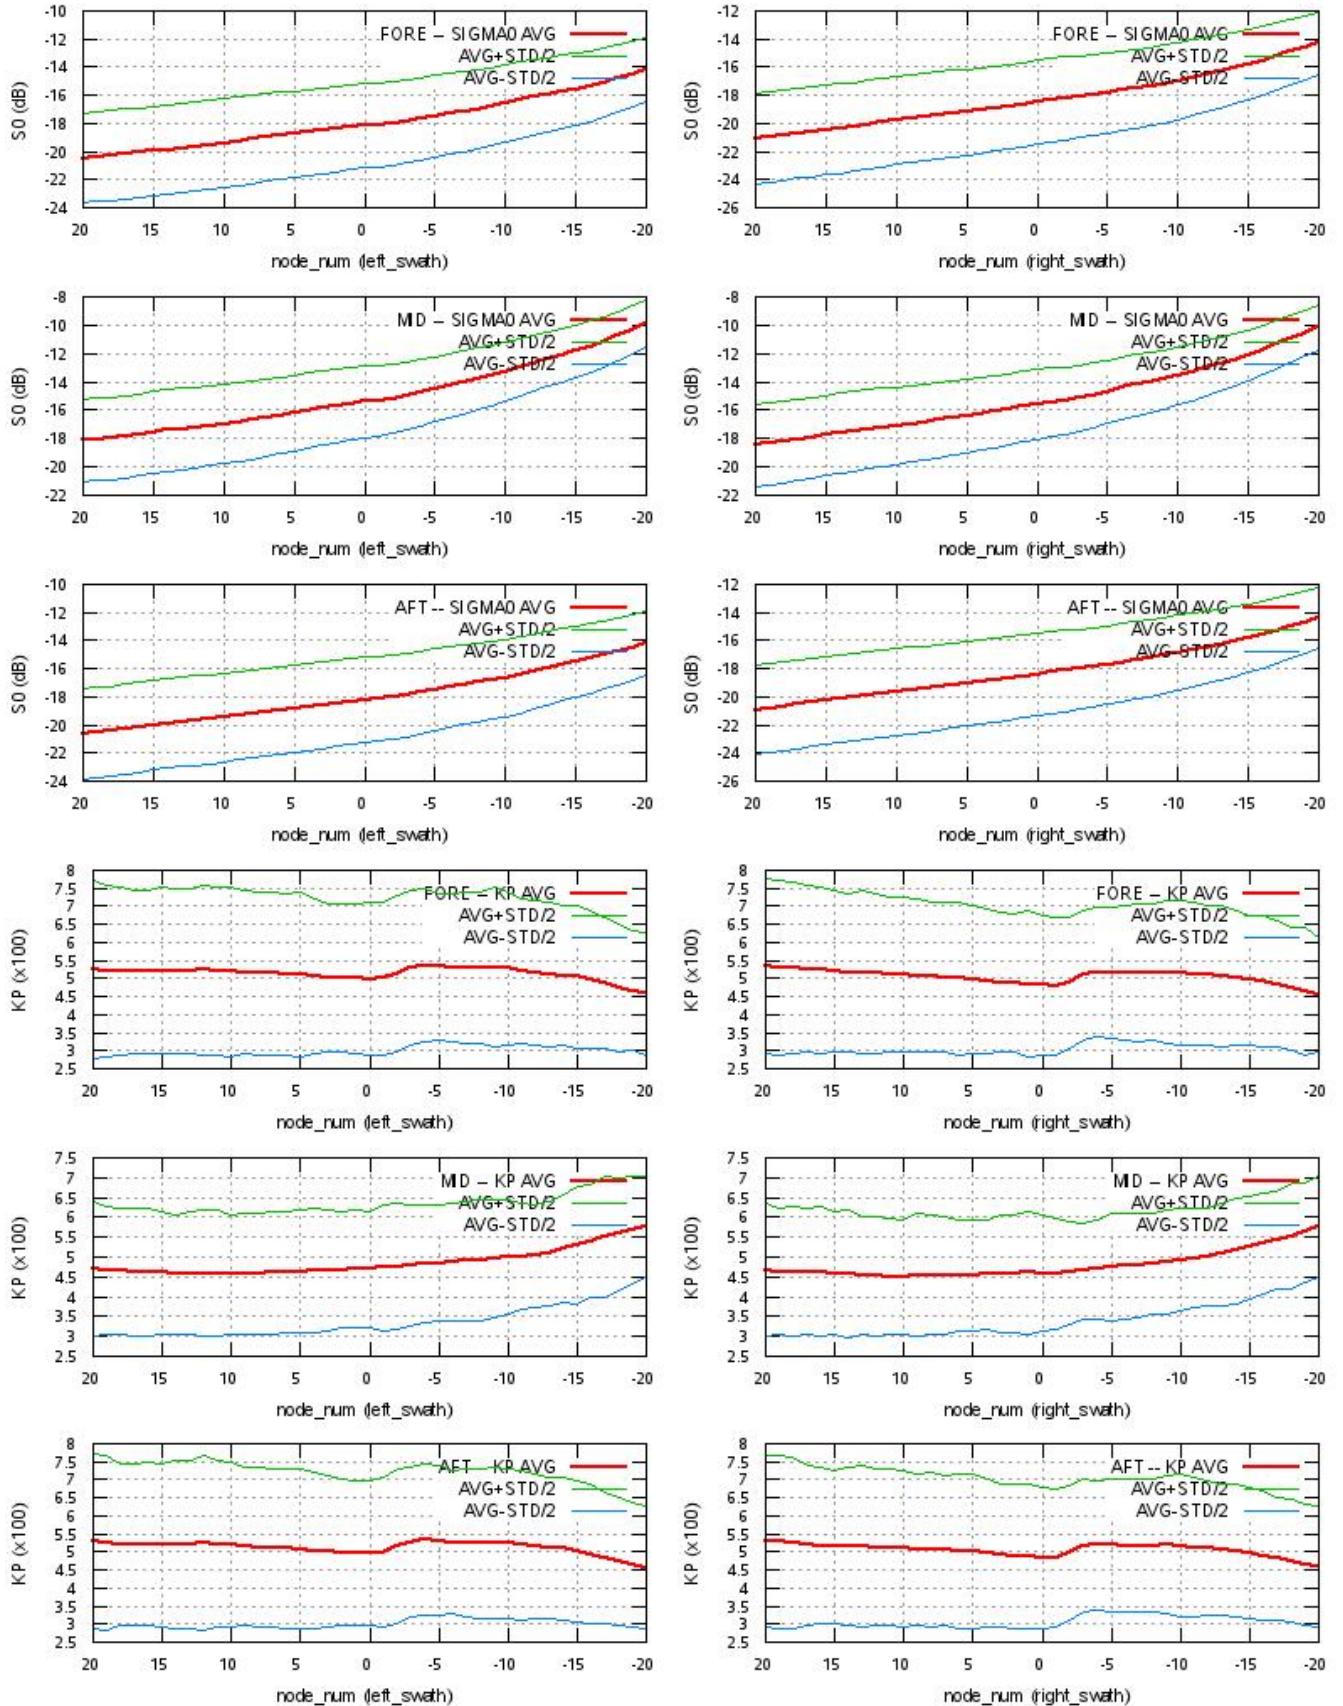 -10
-12
-14
-16
-18
-20
-22
-24
S0 (dB)
FORE -- SIGMA0 AVG
AVG+STD/2
AVG-STD/2
20 15 10 5 0 -5 -10 -15 -20
node_num (left_swath)
-12
-14
-16
-18
-20
-22
-24
-26
S0 (dB)
FORE -- SIGMA0 AVG
AVG+STD/2
AVG-STD/2
20 15 10 5 0 -5 -10 -15 -20
node_num (right_swath)
-8
-10
-12
-14
-16
-18
-20
-22
S0 (dB)
MID -- SIGMA0 AVG
AVG+STD/2
AVG-STD/2
20 15 10 5 0 -5 -10 -15 -20
node_num (left_swath)
-8
-10
-12
-14
-16
-18
-20
-22
S0 (dB)
MID -- SIGMA0 AVG
AVG+STD/2
AVG-STD/2
20 15 10 5 0 -5 -10 -15 -20
node_num (right_swath)
-10
-12
-14
-16
-18
-20
-22
-24
S0 (dB)
AFT -- SIGMA0 AVG
AVG+STD/2
AVG-STD/2
20 15 10 5 0 -5 -10 -15 -20
node_num (left_swath)
-12
-14
-16
-18
-20
-22
-24
-26
S0 (dB)
AFT -- SIGMA0 AVG
AVG+STD/2
AVG-STD/2
20 15 10 5 0 -5 -10 -15 -20
node_num (right_swath)
8
7.5
7
6.5
6
5.5
5
4.5
4
3.5
3
2.5
KP (x100)
FORE -- KP AVG
AVG+STD/2
AVG-STD/2
20 15 10 5 0 -5 -10 -15 -20
node_num (left_swath)
8
7.5
7
6.5
6
5.5
5
4.5
4
3.5
3
2.5
KP (x100)
FORE -- KP AVG
AVG+STD/2
AVG-STD/2
20 15 10 5 0 -5 -10 -15 -20
node_num (right_swath)
7.5
7
6.5
6
5.5
5
4.5
4
3.5
3
2.5
KP (x100)
MID -- KP AVG
AVG+STD/2
AVG-STD/2
20 15 10 5 0 -5 -10 -15 -20
node_num (left_swath)
7.5
7
6.5
6
5.5
5
4.5
4
3.5
3
2.5
KP (x100)
MID -- KP AVG
AVG+STD/2
AVG-STD/2
20 15 10 5 0 -5 -10 -15 -20
node_num (right_swath)
8
7.5
7
6.5
6
5.5
5
4.5
4
3.5
3
2.5
KP (x100)
AFT -- KP AVG
AVG+STD/2
AVG-STD/2
20 15 10 5 0 -5 -10 -15 -20
node_num (left_swath)
8
7.5
7
6.5
6
5.5
5
4.5
4
3.5
3
2.5
KP (x100)
AFT -- KP AVG
AVG+STD/2
AVG-STD/2
20 15 10 5 0 -5 -10 -15 -20
node_num (right_swath)